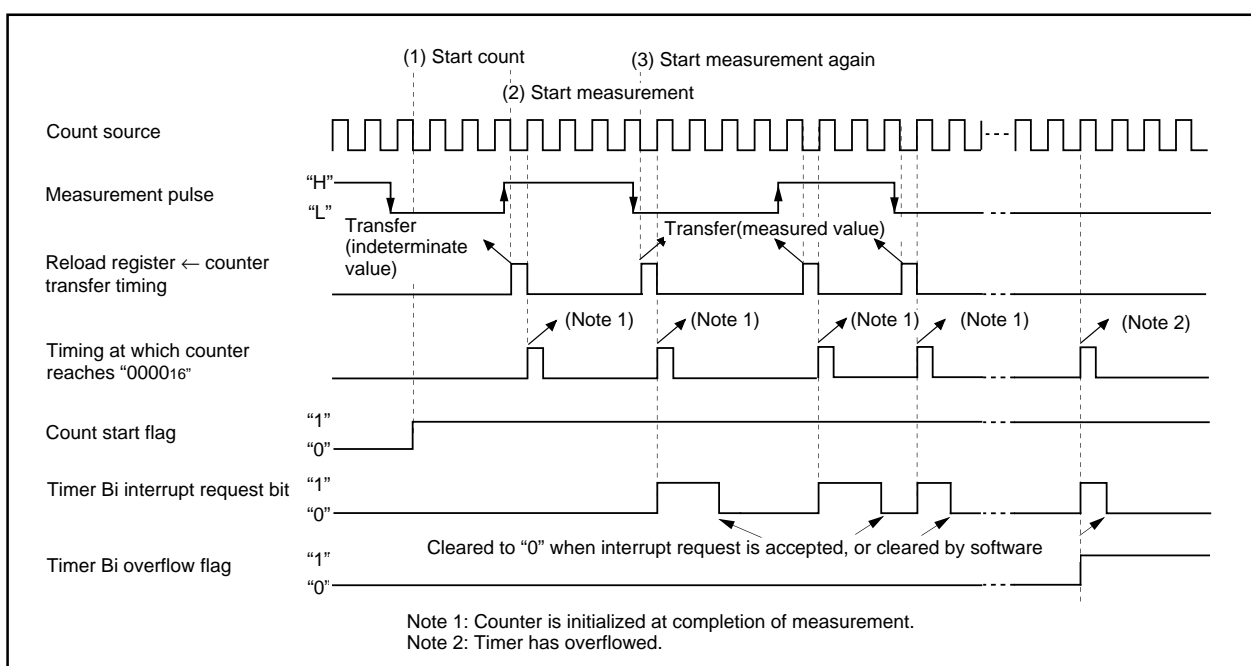 (1) Start count
(3) Start measurement again
(2) Start measurement
Count source
Measurement pulse
“H”
“L”
Transfer
(indeterminate
value)
Transfer(measured value)
Reload register ← counter
transfer timing
(Note 1)
(Note 1)
(Note 1)
(Note 1)
(Note 2)
Timing at which counter
reaches “000016”
Count start flag
“1”
“0”
Timer Bi interrupt request bit
“1”
“0”
Cleared to “0” when interrupt request is accepted, or cleared by software
Timer Bi overflow flag
“1”
“0”
Note 1: Counter is initialized at completion of measurement.
Note 2: Timer has overflowed.